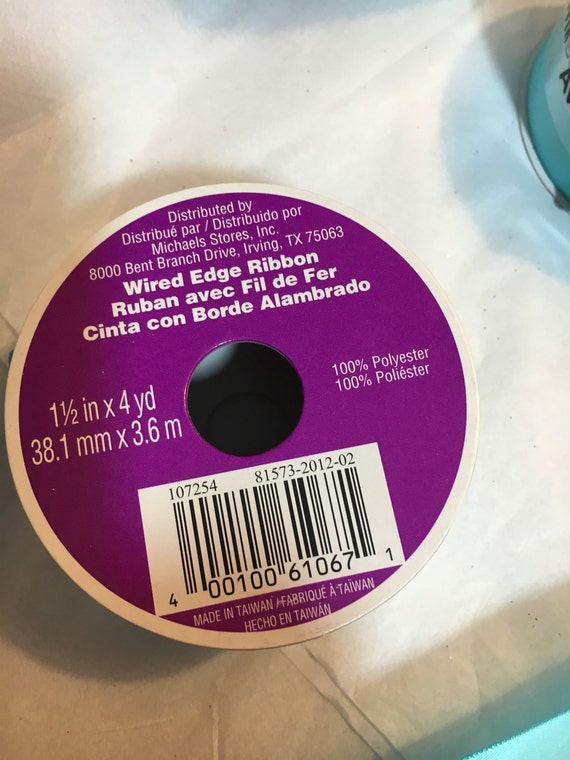 Distributed by
Distribué par / Distribuido por
Michaels Stores, Inc.
8000 Bent Branch Drive, Irving, TX 75063
Wired Edge Ribbon
Ruban avec Fil de Fer
Cinta con Borde Alambrado
100% Polyester
100% Poliéster
1½ in x 4 yd
38.1 mm x 3.6 m
107254 81573-2012-02
4 00100 61067 1
MADE IN TAIWAN / FABRIQUÉ À TAÏWAN
HECHO EN TAIWÁN